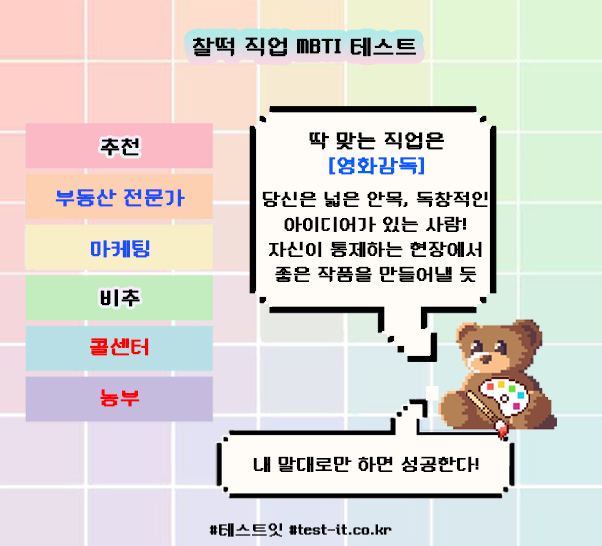 찰떡 직업 MBTI 테스트
추천
부동산 전문가
마케팅
비추
콜센터
농부
딱 맞는 직업은
[영화감독]
당신은 넓은 안목, 독창적인
아이디어가 있는 사람!
자신이 통제하는 현장에서
좋은 작품을 만들어낼 듯
내 말대로만 하면 성공한다!
#테스트잇 #test-it.co.kr